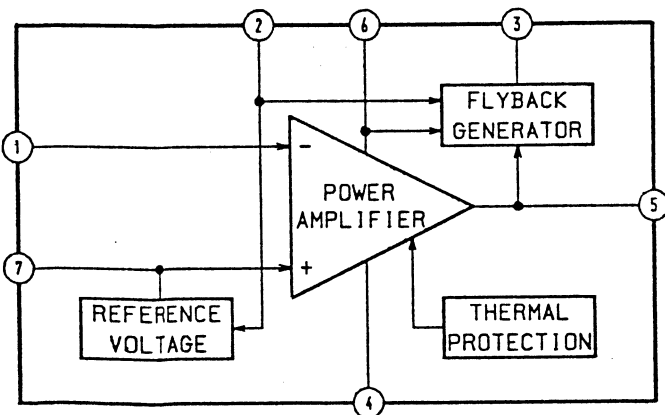 2
6
3
FLYBACK
GENERATOR
1
-
POWER
AMPLIFIER
5
7
+
REFERENCE
VOLTAGE
THERMAL
PROTECTION
4